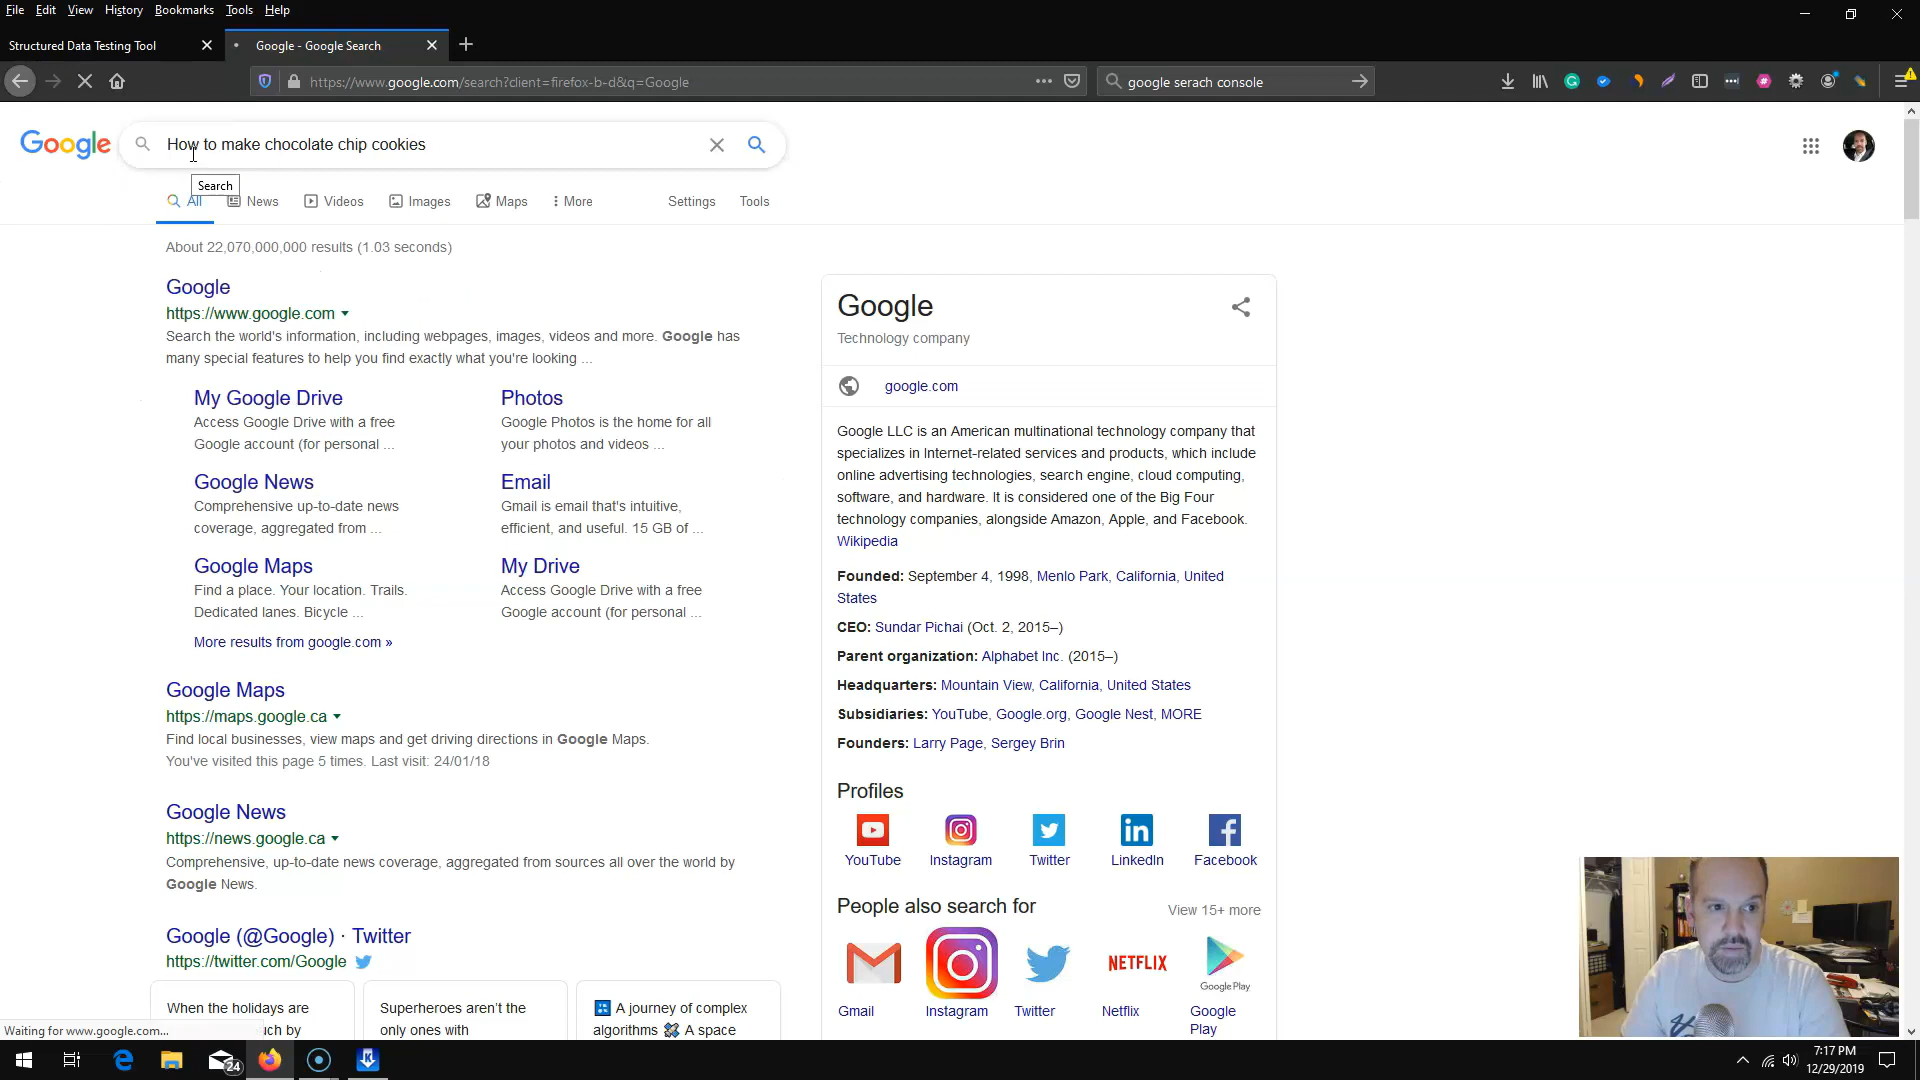 File Edit View History Bookmarks Tools Help
Structured Data Testing Tool
Google - Google Search
https://www.google.com/search?client=firefox-b-d&q=Google
google serach console
Google
How to make chocolate chip cookies
Search
All News Videos Images Maps More Settings Tools
About 22,070,000,000 results (1.03 seconds)
Google
https://www.google.com
Search the world's information, including webpages, images, videos and more. Google has
many special features to help you find exactly what you're looking ...
My Google Drive
Access Google Drive with a free
Google account (for personal ...
Photos
Google Photos is the home for all
your photos and videos ...
Google News
Comprehensive up-to-date news
coverage, aggregated from ...
Email
Gmail is email that's intuitive,
efficient, and useful. 15 GB of ...
Google Maps
Find a place. Your location. Trails.
Dedicated lanes. Bicycle ...
My Drive
Access Google Drive with a free
Google account (for personal ...
More results from google.com »
Google Maps
https://maps.google.ca
Find local businesses, view maps and get driving directions in Google Maps.
You've visited this page 5 times. Last visit: 24/01/18
Google News
https://news.google.ca
Comprehensive, up-to-date news coverage, aggregated from sources all over the world by
Google News.
Google (@Google) · Twitter
https://twitter.com/Google
When the holidays are
Superheroes aren't the
only ones with
A journey of complex
algorithms A space
Waiting for www.google.com...
Google
Technology company
google.com
Google LLC is an American multinational technology company that
specializes in Internet-related services and products, which include
online advertising technologies, search engine, cloud computing,
software, and hardware. It is considered one of the Big Four
technology companies, alongside Amazon, Apple, and Facebook.
Wikipedia
Founded: September 4, 1998, Menlo Park, California, United
States
CEO: Sundar Pichai (Oct. 2, 2015–)
Parent organization: Alphabet Inc. (2015–)
Headquarters: Mountain View, California, United States
Subsidiaries: YouTube, Google.org, Google Nest, MORE
Founders: Larry Page, Sergey Brin
Profiles
YouTube Instagram Twitter LinkedIn Facebook
People also search for
View 15+ more
NETFLIX
Google Play
Gmail Instagram Twitter Netflix Google
Play
24
7:17 PM
12/29/2019